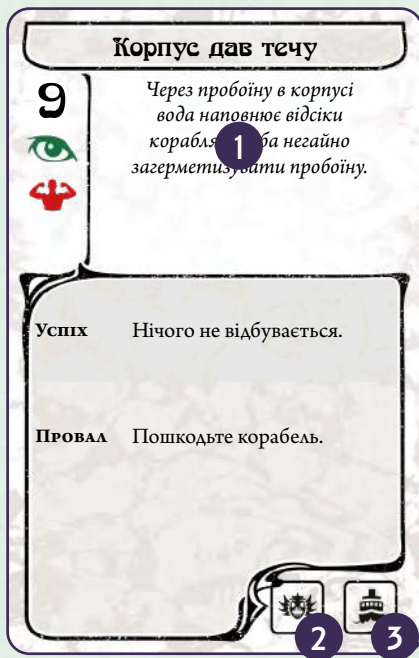 Корпус дав течу
9
Через пробоїну в корпусі
вода наповнює відсіки
корабля
ба негайно
1
загерметизувати пробоїну.
Успіх Нічого не відбувається.
Провал Пошкодьте корабель.
2 3